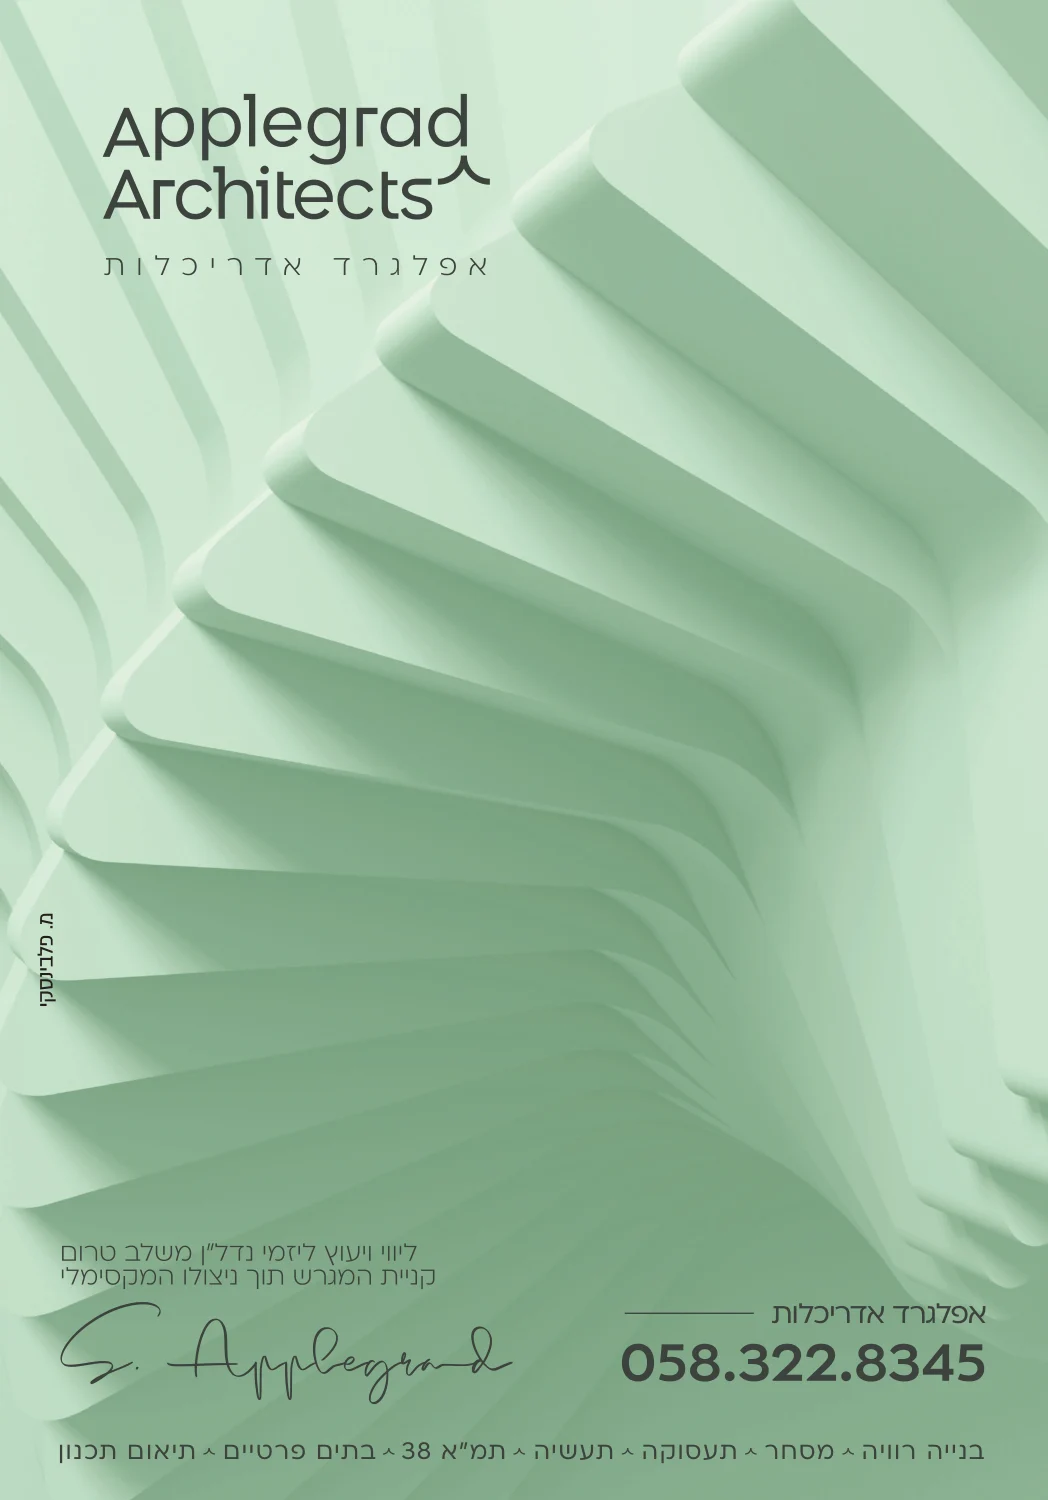 Applegrad
Architects
אפלגרד אדריכלות
מ. פלבינסקי
ליווי ויעוץ ליזמי נדל"ן משלב טרום
קניית המגרש תוך ניצולו המקסימלי
S. Applegrad
אפלגרד אדריכלות
058.322.8345
בנייה רוויה ^ מסחר ^ תעסוקה ^ תעשיה ^ תמ"א 38 ^ בתים פרטיים ^ תיאום תכנון